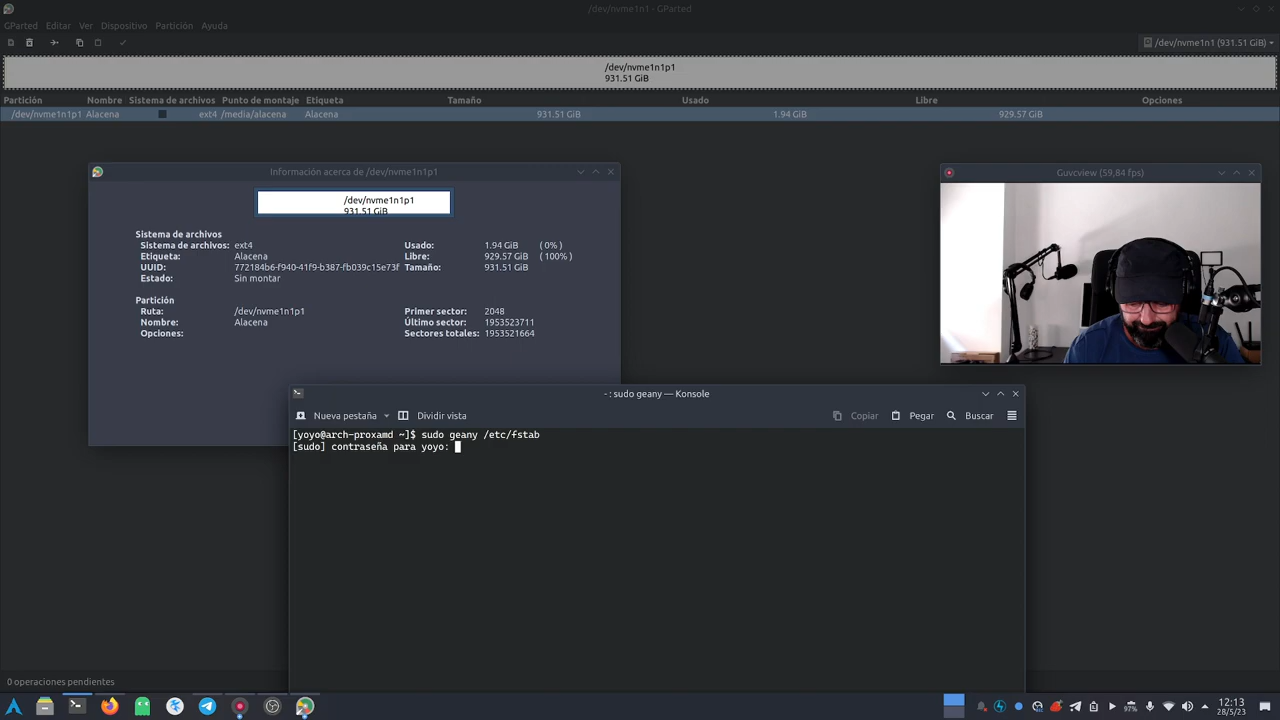 /dev/nvme1n1 - GParted
GParted Editar Ver Dispositivo Partición Ayuda
/dev/nvme1n1 (931.51 GiB)
/dev/nvme1n1p1
931.51 GiB
Partición Nombre Sistema de archivos Punto de montaje Etiqueta Tamaño Usado Libre Opciones
/dev/nvme1n1p1 Alacena ext4 /media/alacena Alacena 931.51 GiB 1.94 GiB 929.57 GiB
Información acerca de /dev/nvme1n1p1
/dev/nvme1n1p1
931.51 GiB
Sistema de archivos
Sistema de archivos: ext4 Usado: 1.94 GiB ( 0% )
Etiqueta: Alacena Libre: 929.57 GiB ( 100% )
UUID: 772184b6-f940-41f9-b387-fb039c15e73f Tamaño: 931.51 GiB
Estado: Sin montar
Partición
Ruta: /dev/nvme1n1p1 Primer sector: 2048
Nombre: Alacena Último sector: 1953523711
Opciones: Sectores totales: 1953521664
Guvcview (59,84 fps)
- : sudo geany — Konsole
Nueva pestaña Dividir vista Copiar Pegar Buscar
[yoyo@arch-proxamd ~]$ sudo geany /etc/fstab
[sudo] contraseña para yoyo:
0 operaciones pendientes
97%
12:13
28/5/23